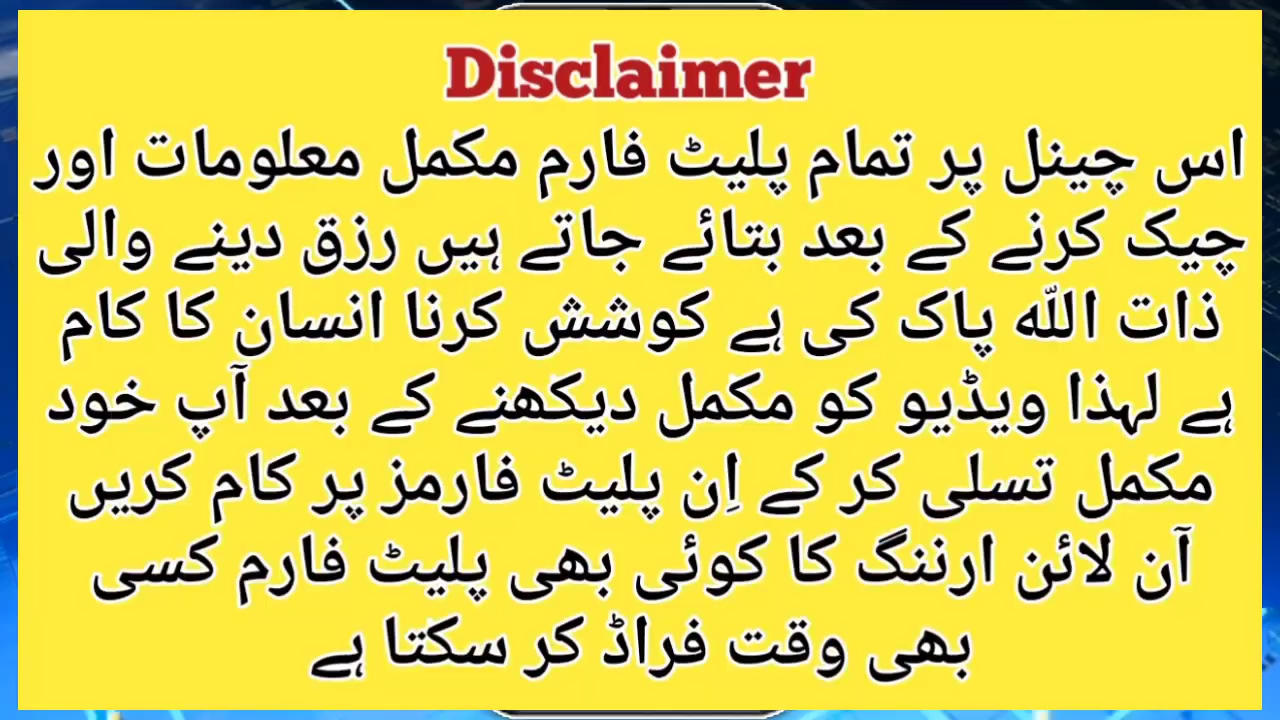 Disclaimer
اس چینل پر تمام پلیٹ فارم مکمل معلومات اور
چیک کرنے کے بعد بتائے جاتے ہیں رزق دینے والی
ذات اللہ پاک کی ہے کوشش کرنا انسان کا کام
ہے لہذا ویڈیو کو مکمل دیکھنے کے بعد آپ خود
مکمل تسلی کر کے اِن پلیٹ فارمز پر کام کریں
آن لائن ارننگ کا کوئی بھی پلیٹ فارم کسی
بھی وقت فراڈ کر سکتا ہے